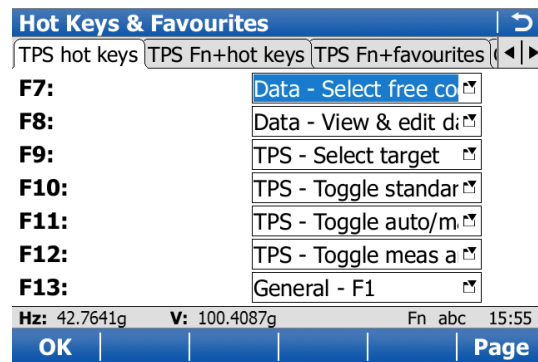 Hot Keys & Favourites
TPS hot keys TPS Fn+hot keys TPS Fn+favourites
F7: Data - Select free co
F8: Data - View & edit da
F9: TPS - Select target
F10: TPS - Toggle standar
F11: TPS - Toggle auto/m
F12: TPS - Toggle meas a
F13: General - F1
Hz: 42.7641g V: 100.4087g Fn abc 15:55
OK Page